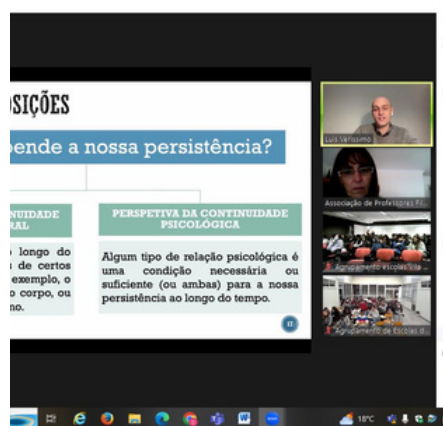 SIÇÕES
pende a nossa persistência?
NUIDADE
RAL
longo do
s de certos
exemplo, o
o corpo, ou
no.
PERSPETIVA DA CONTINUIDADE
PSICOLÓGICA
Algum tipo de relação psicológica é
uma condição necessária ou
suficiente (ou ambas) para a nossa
persistência ao longo do tempo.
Luís Veríssimo
Associação de Professores Fil...
Agrupamento escolas Vila
Agrupamento de Escolas d...
18°C